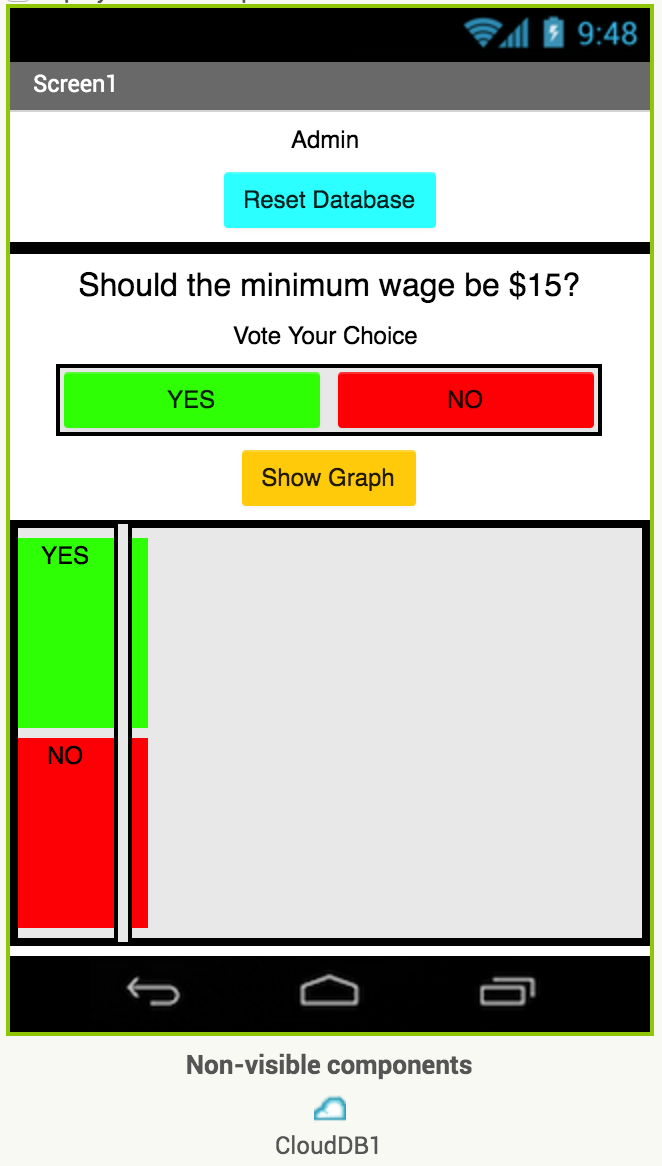 9:48
Screen1
Admin
Reset Database
Should the minimum wage be $15?
Vote Your Choice
YES NO
Show Graph
YES
NO
Non-visible components
CloudDB1